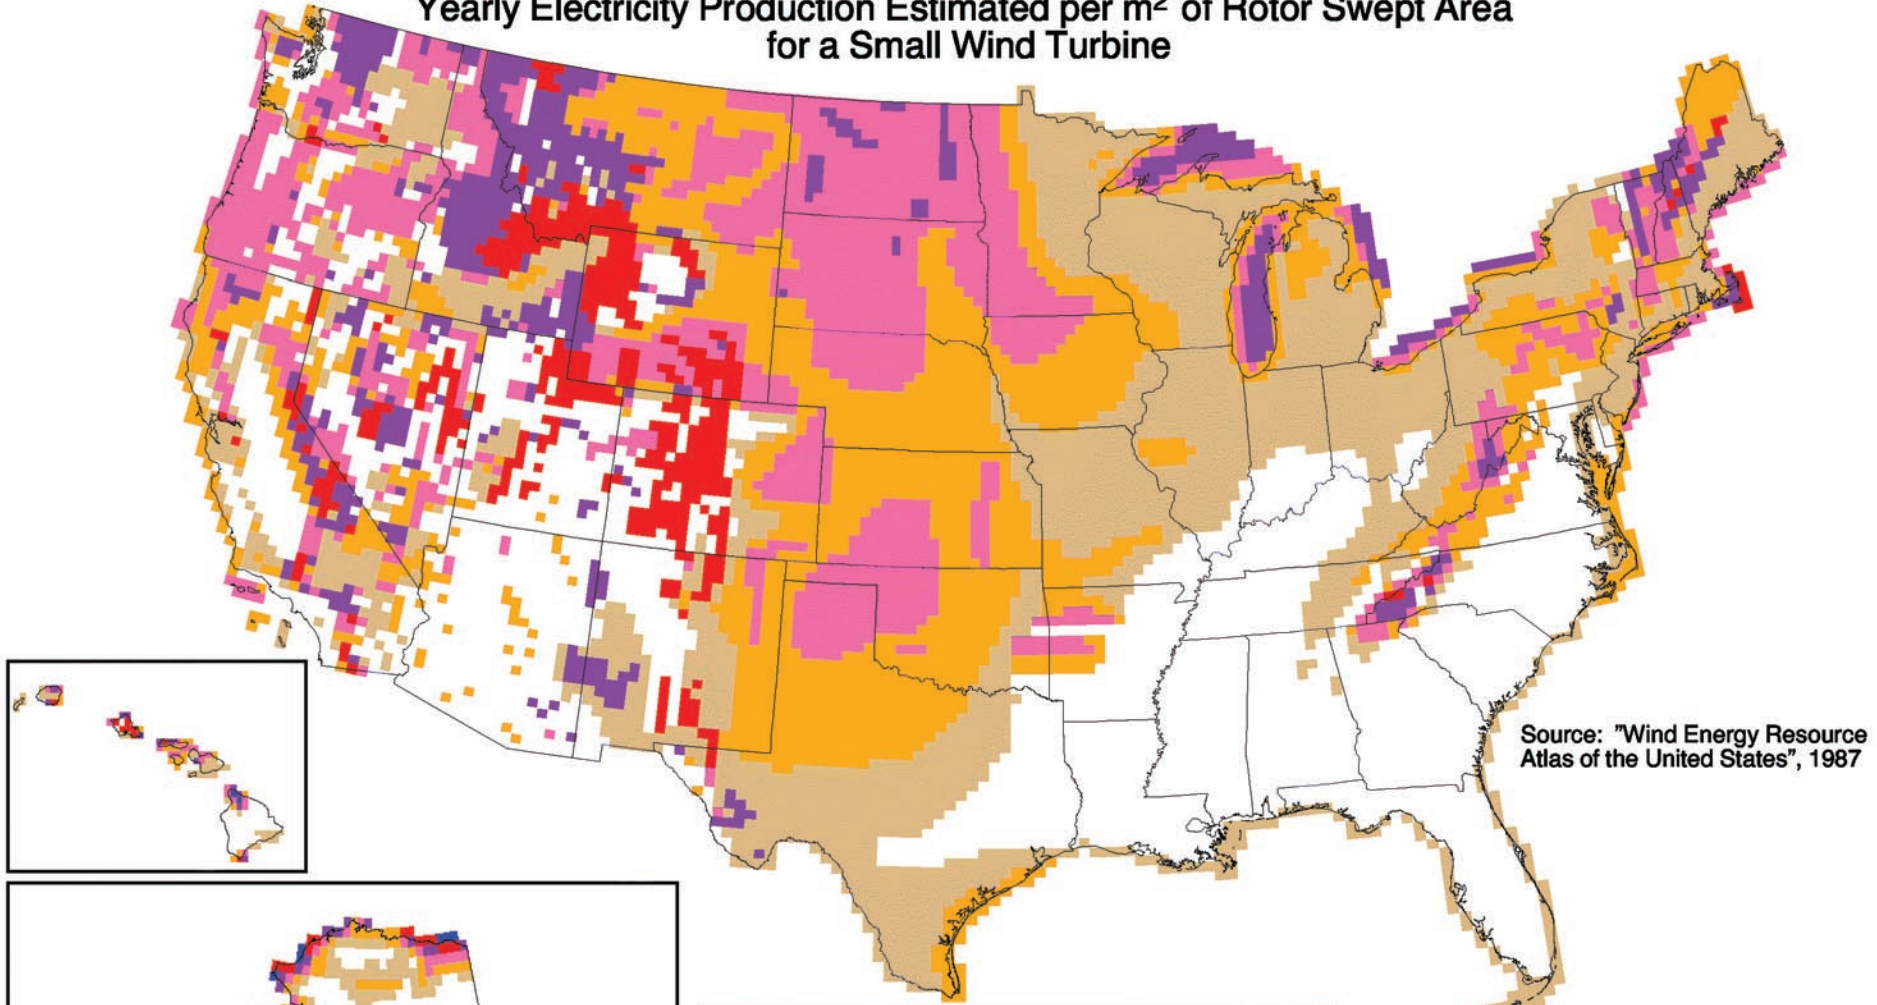 Yearly Electricity Production Estimated per m² of Rotor Swept Area
for a Small Wind Turbine
Source: "Wind Energy Resource
Atlas of the United States", 1987